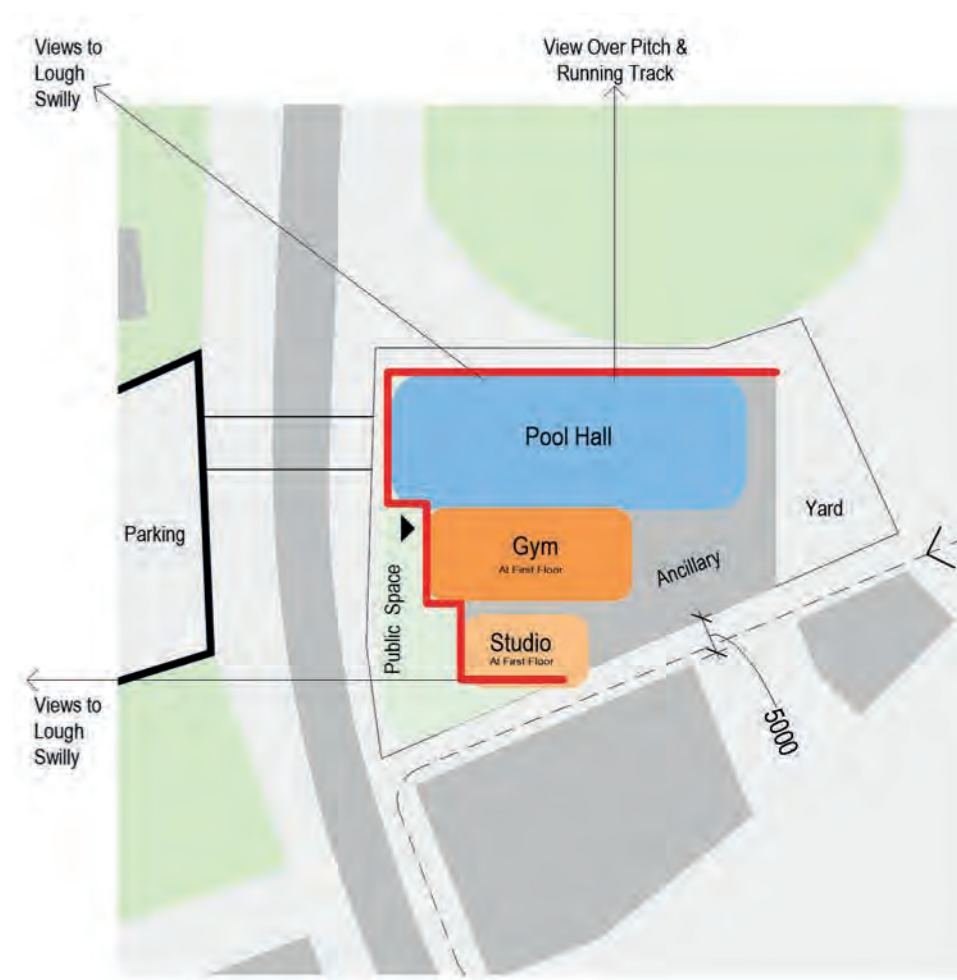 Views to
Lough
Swilly
View Over Pitch &
Running Track
Pool Hall
Parking
Yard
Gym
At First Floor
Ancillary
Public Space
Studio
At First Floor
Views to
Lough
Swilly
5000